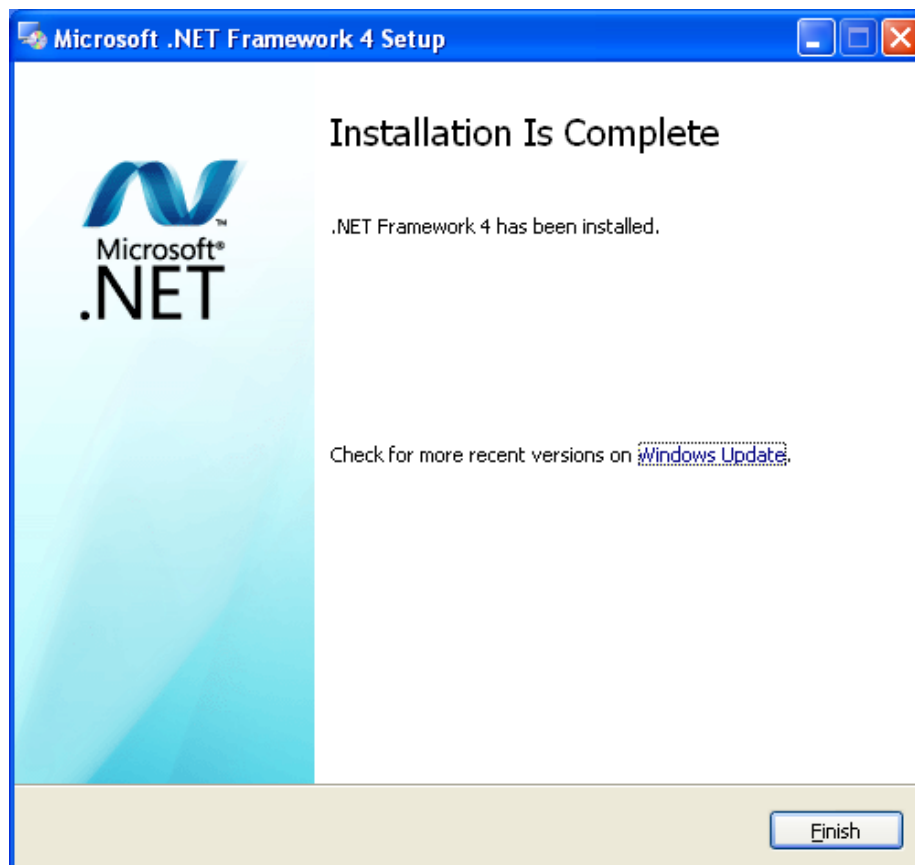 Microsoft .NET Framework 4 Setup
Installation Is Complete
Microsoft®
.NET
™
.NET Framework 4 has been installed.
Check for more recent versions on Windows Update.
Finish